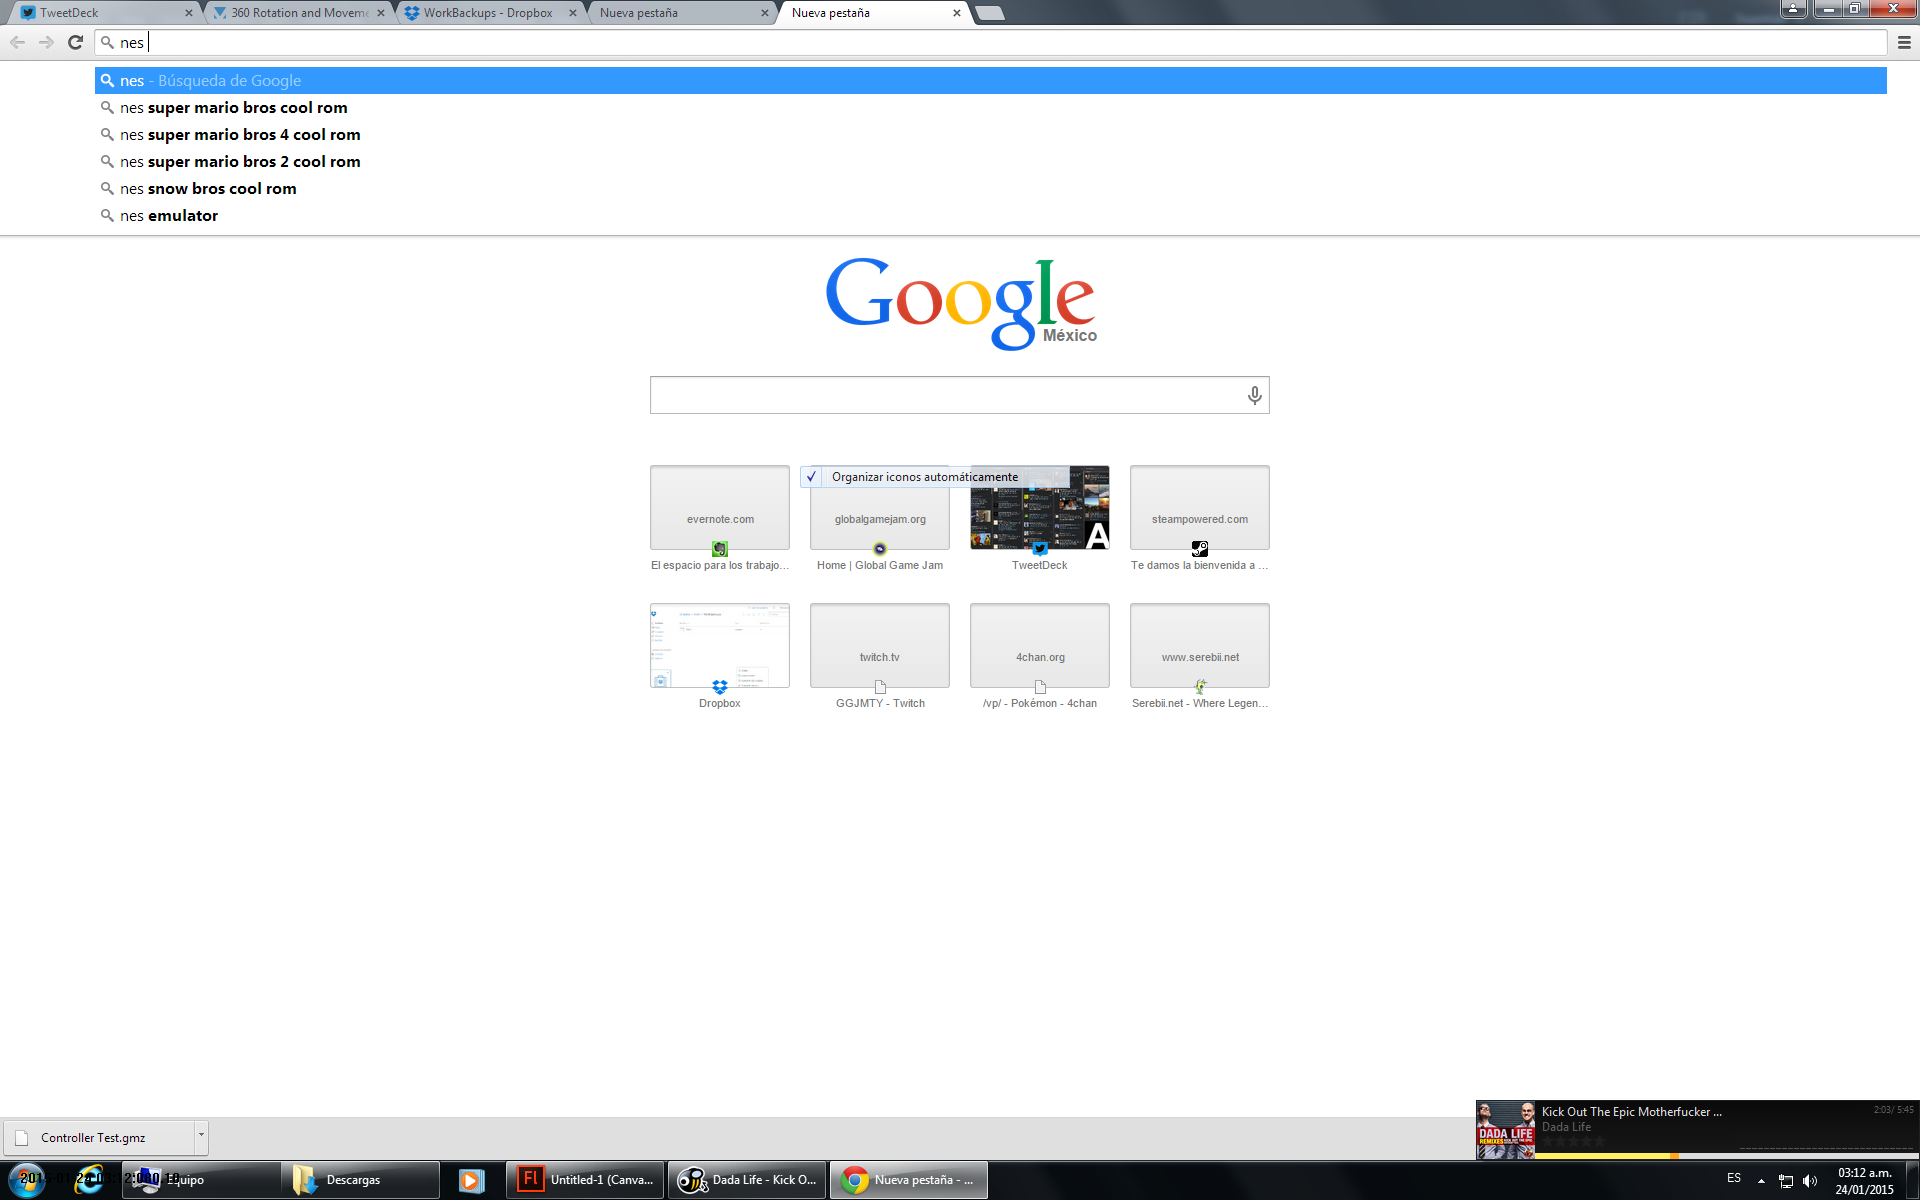 TweetDeck
360 Rotation and Moveme
WorkBackups - Dropbox
Nueva pestaña
Nueva pestaña
nes
nes - Búsqueda de Google
nes super mario bros cool rom
nes super mario bros 4 cool rom
nes super mario bros 2 cool rom
nes snow bros cool rom
nes emulator
Google
México
Organizar iconos automáticamente
evernote.com
globalgamejam.org
A
steampowered.com
El espacio para los trabajo...
Home | Global Game Jam
TweetDeck
Te damos la bienvenida a ...
twitch.tv
4chan.org
www.serebii.net
Dropbox
GGJMTY - Twitch
/vp/ - Pokémon - 4chan
Serebii.net - Where Legen...
Controller Test.gmz
Kick Out The Epic Motherfucker ...
2:03/ 5:45
Dada Life
DADA LIFE
Equipo
Descargas
Fl
Untitled-1 (Canva...
Dada Life - Kick O...
Nueva pestaña - ...
ES
03:12 a.m.
24/01/2015